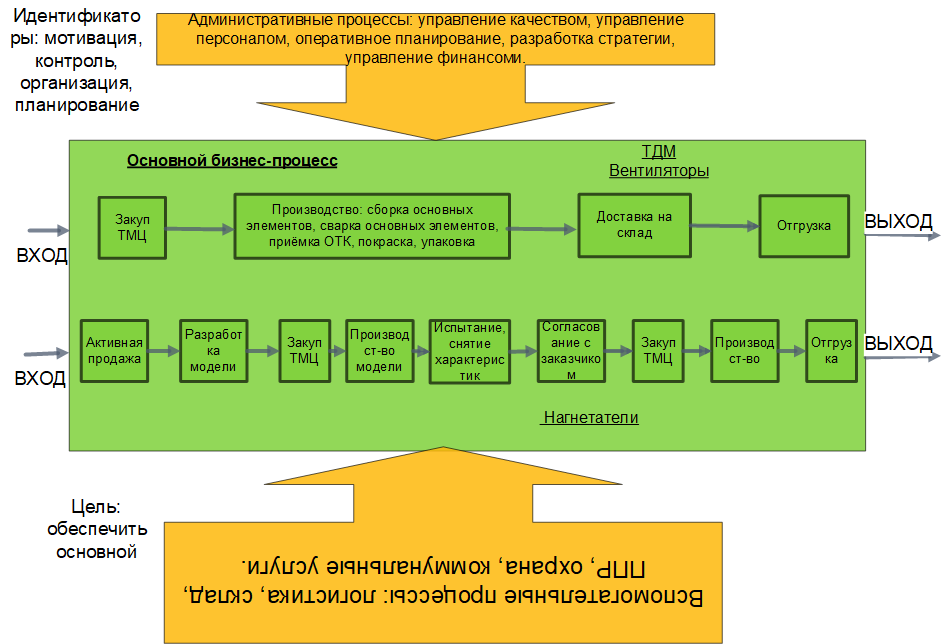 Идентификато
ры: мотивация,
контроль,
организация,
планирование
Административные процессы: управление качеством, управление
персоналом, оперативное планирование, разработка стратегии,
управление финансоми.
Основной бизнес-процесс
ТДМ
Вентиляторы
ВХОД
Закуп
ТМЦ
Производство: сборка основных
элементов, сварка основных элементов,
приёмка ОТК, покраска, упаковка
Доставка на
склад
Отгрузка
ВЫХОД
ВХОД
Активная
продажа
Разработ
ка
модели
Закуп
ТМЦ
Производ
ст-во
модели
Испытание,
снятие
характерис
тик
Согласов
ание с
заказчико
м
Закуп
ТМЦ
Производ
ст-во
Отгруз
ка
ВЫХОД
Нагнетатели
Цель:
обеспечить
основной
Вспомогательные процессы: логистика, склад,
ППР, охрана, коммунальные услуги.